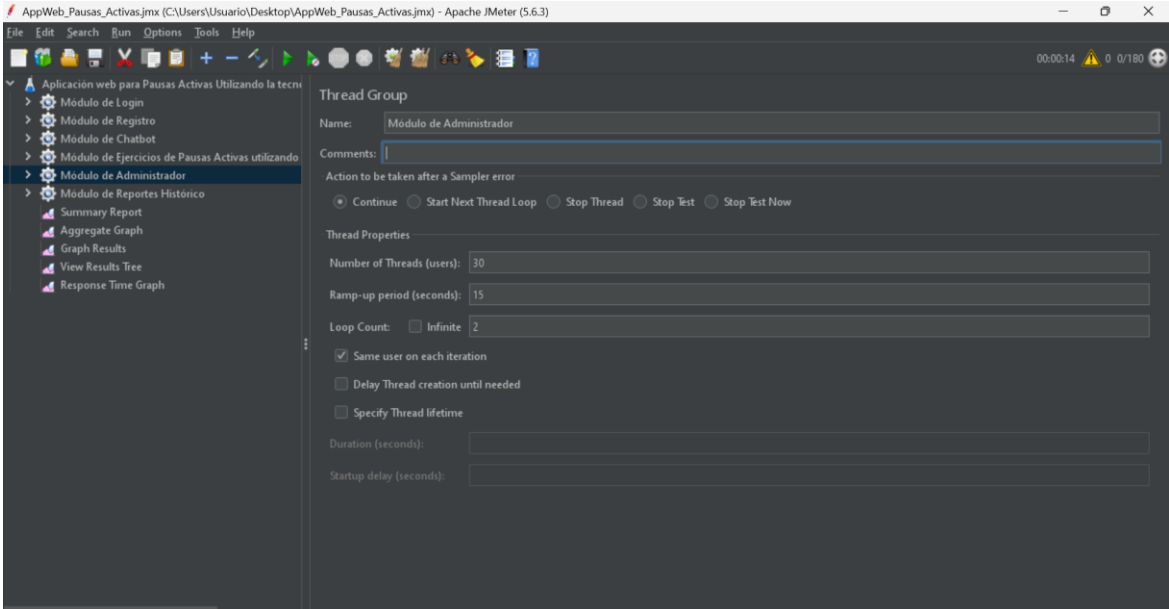 AppWeb_Pausas_Activas.jmx (C:\Users\Usuario\Desktop\AppWeb_Pausas_Activas.jmx) - Apache JMeter (5.6.3)
File Edit Search Run Options Tools Help
00:00:14 0 0/180
Aplicación web para Pausas Activas Utilizando la tecn
Módulo de Login
Módulo de Registro
Módulo de Chatbot
Módulo de Ejercicios de Pausas Activas utilizando
Módulo de Administrador
Módulo de Reportes Histórico
Summary Report
Aggregate Graph
Graph Results
View Results Tree
Response Time Graph
Thread Group
Name: Módulo de Administrador
Comments:
Action to be taken after a Sampler error
Continue Start Next Thread Loop Stop Thread Stop Test Stop Test Now
Thread Properties
Number of Threads (users): 30
Ramp-up period (seconds): 15
Loop Count: Infinite 2
Same user on each iteration
Delay Thread creation until needed
Specify Thread lifetime
Duration (seconds):
Startup delay (seconds):